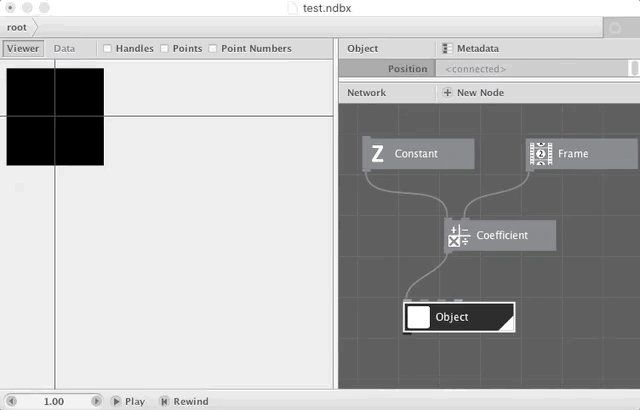 test.ndbx
root
Viewer Data Handles Points Point Numbers
Object Metadata
Position <connected>
Network New Node
Z Constant
2 Frame
Coefficient
Object
1.00 Play Rewind